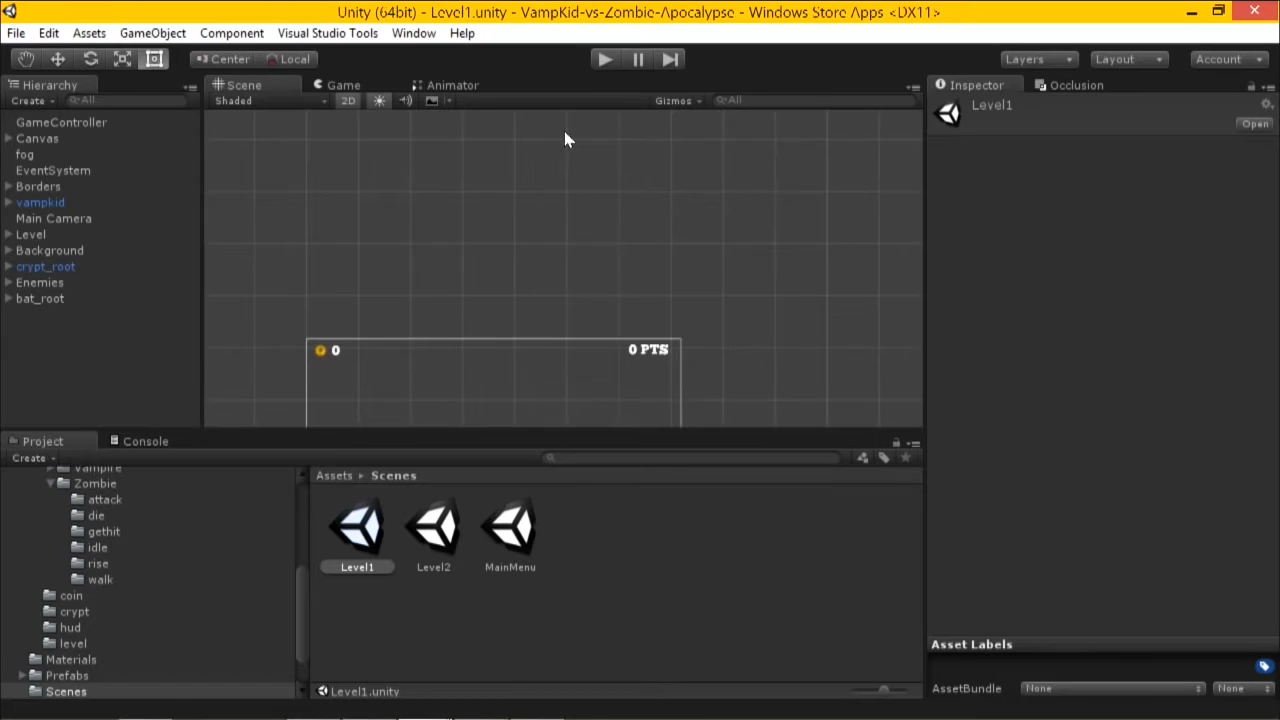 Unity (64bit) - Level1.unity - VampKid-vs-Zombie-Apocalypse - Windows Store Apps <DX11>
File Edit Assets GameObject Component Visual Studio Tools Window Help
Center Local Layers Layout Account
Hierarchy Scene Game Animator Inspector Occlusion
Create All Shaded 2D Gizmos All
Level1
Open
GameController
Canvas
fog
EventSystem
Borders
vampkid
Main Camera
Level
Background
crypt_root
Enemies
bat_root
0 0 PTS
Project Console
Create
Vampire
Zombie
attack
die
gethit
idle
rise
walk
coin
crypt
hud
level
Materials
Prefabs
Scenes
Assets Scenes
Level1 Level2 MainMenu
Level1.unity
Asset Labels
AssetBundle None None